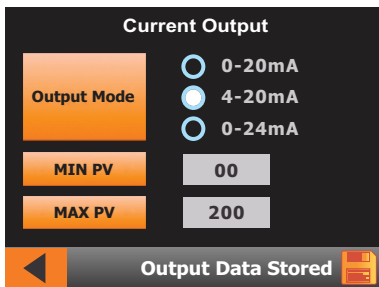 Current Output
Output Mode
0-20mA
4-20mA
0-24mA
MIN PV 00
MAX PV 200
Output Data Stored